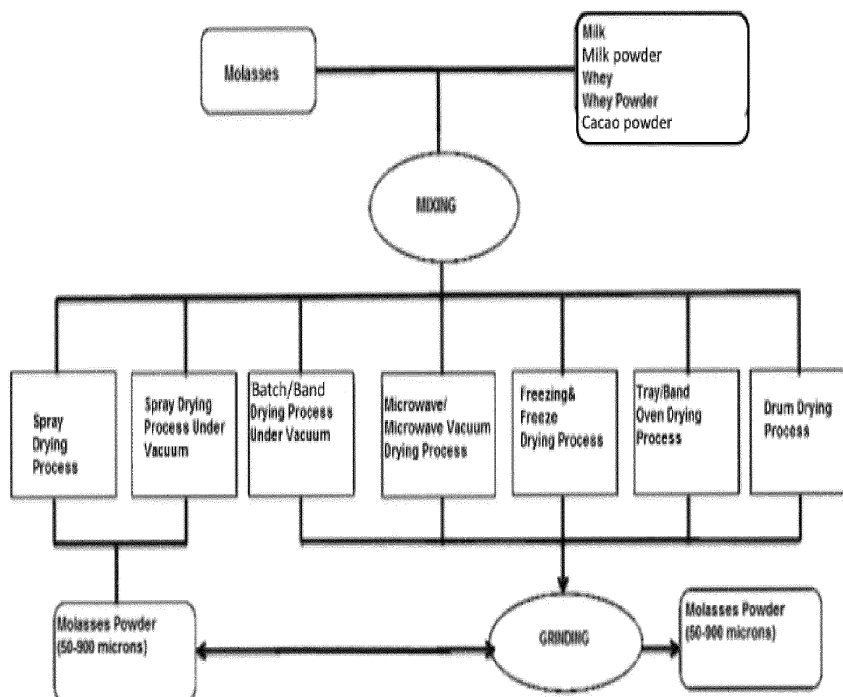 Molasses
Milk
Milk powder
Whey
Whey Powder
Cacao powder
MIXING
Spray
Drying
Process
Spray Drying
Process Under
Vacuum
Batch/Band
Drying Process
Under Vacuum
Microwave/
Microwave Vacuum
Drying Process
Freezing&
Freeze
Drying Process
Tray/Band
Oven Drying
Process
Drum Drying
Process
Molasses Powder
(50-900 microns)
GRINDING
Molasses Powder
(50-900 microns)